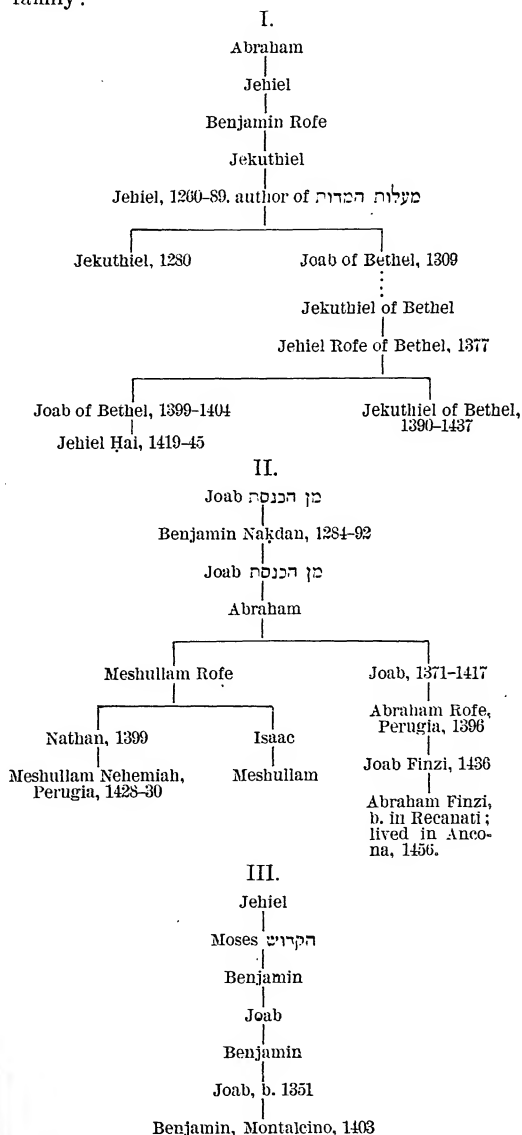 family:
I.
Abraham
Jehiel
Benjamin Rofe
Jekuthiel
Jehiel, 1260-89. author of מעלות המדות
Jekuthiel, 1280
Joab of Bethel, 1309
Jekuthiel of Bethel
Jehiel Rofe of Bethel, 1377
Joab of Bethel, 1399-1404
Jekuthiel of Bethel,
1390-1437
Jehiel Ḥai, 1419-45
II.
Joab מן הכנסת
Benjamin Naḳdan, 1284-92
Joab מן הכנסת
Abraham
Meshullam Rofe
Joab, 1371-1417
Nathan, 1399
Isaac
Abraham Rofe,
Perugia, 1396
Meshullam Nehemiah,
Perugia, 1428-30
Meshullam
Joab Finzi, 1436
Abraham Finzi,
b. in Recanati;
lived in Anco-
na, 1456.
III.
Jehiel
Moses הקדוש
Benjamin
Joab
Benjamin
Joab, b. 1351
Benjamin, Montalcino, 1403